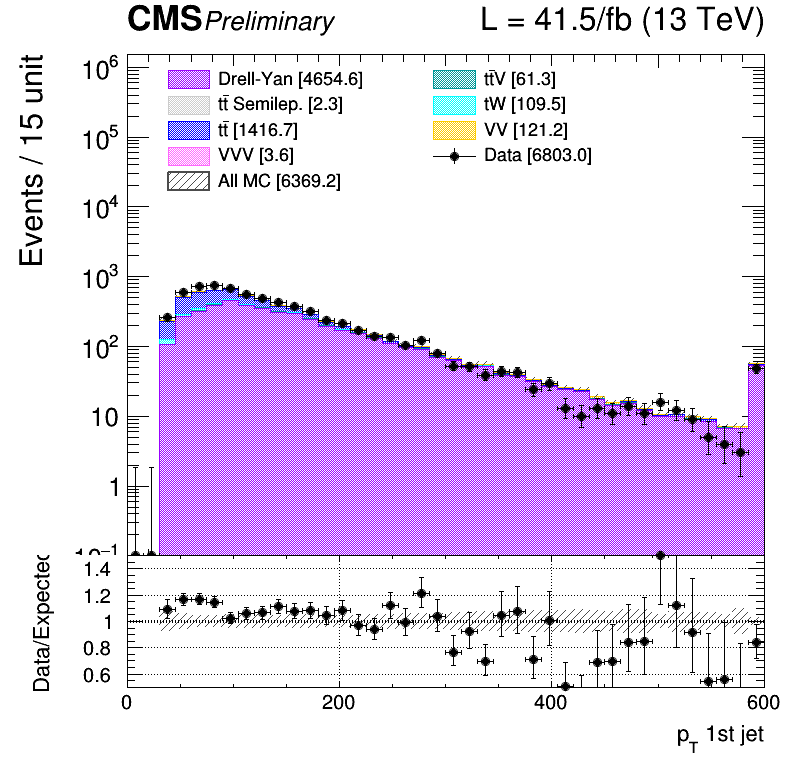 CMS Preliminary L = 41.5/fb (13 TeV)
Events / 15 unit
10⁶
10⁵
10⁴
10³
10²
10
1
10⁻¹
Drell-Yan [4654.6]
tt̄ Semilep. [2.3]
tt̄ [1416.7]
VVV [3.6]
All MC [6369.2]
tt̄V [61.3]
tW [109.5]
VV [121.2]
Data [6803.0]
Data/Expected
1.4
1.2
1
0.8
0.6
0 200 400 600
p_T 1st jet